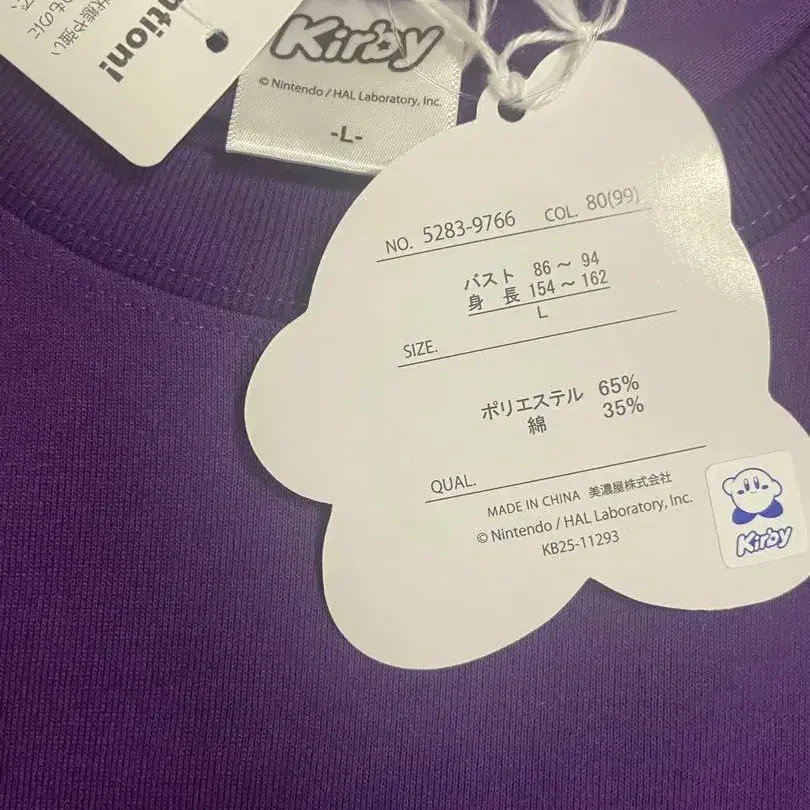 ntion!
Kirby
© Nintendo / HAL Laboratory, Inc.
-L-
NO. 5283-9766 COL. 80(99)
バスト 86～94
身長 154～162
L
SIZE.
ポリエステル 65%
綿 35%
QUAL.
MADE IN CHINA 美濃屋株式会社
© Nintendo / HAL Laboratory, Inc.
KB25-11293
Kirby